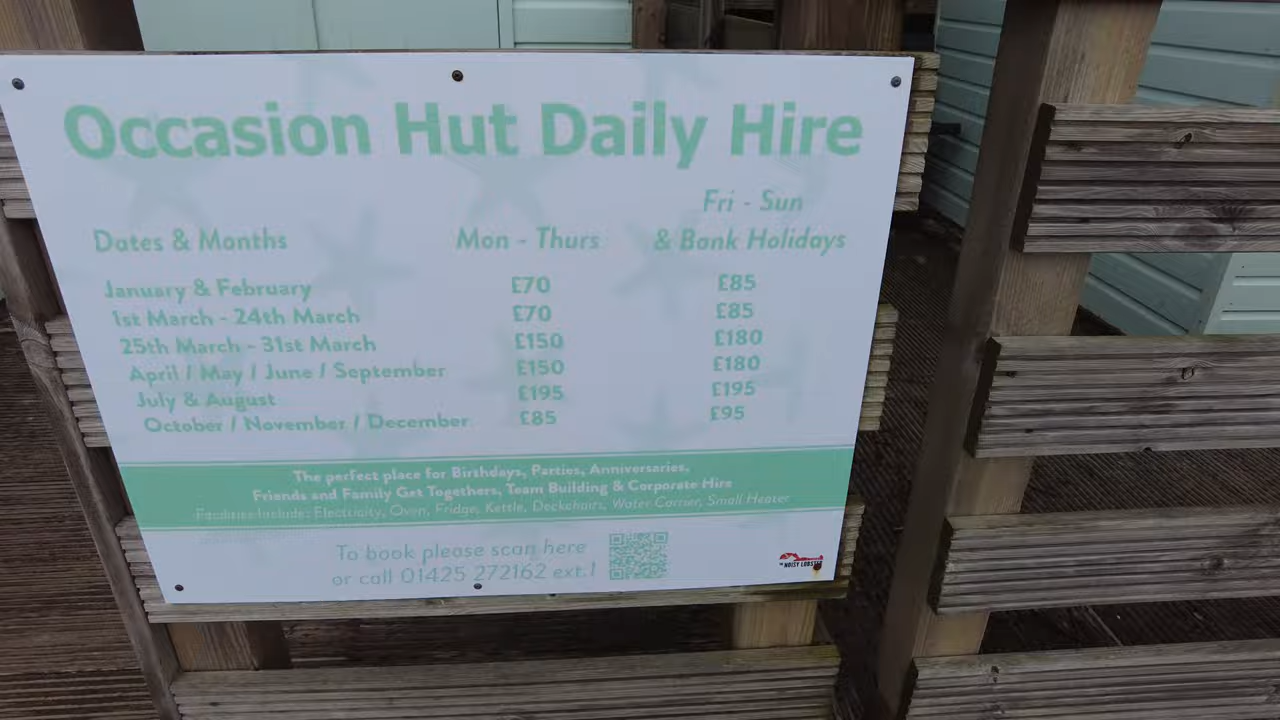 Occasion Hut Daily Hire
Fri - Sun
Dates & Months Mon - Thurs & Bank Holidays
January & February £70 £85
1st March - 24th March £70 £85
25th March - 31st March £150 £180
April / May / June / September £150 £180
July & August £195 £195
October / November / December £85 £95
The perfect place for Birthdays, Parties, Anniversaries,
Friends and Family Get Togethers, Team Building & Corporate Hire
Facilities Include: Electricity, Oven, Fridge, Kettle, Deckchairs, Water Corner, Small Heater
To book please scan here
or call 01425 272162 ext.1
NOISY LOBSTER